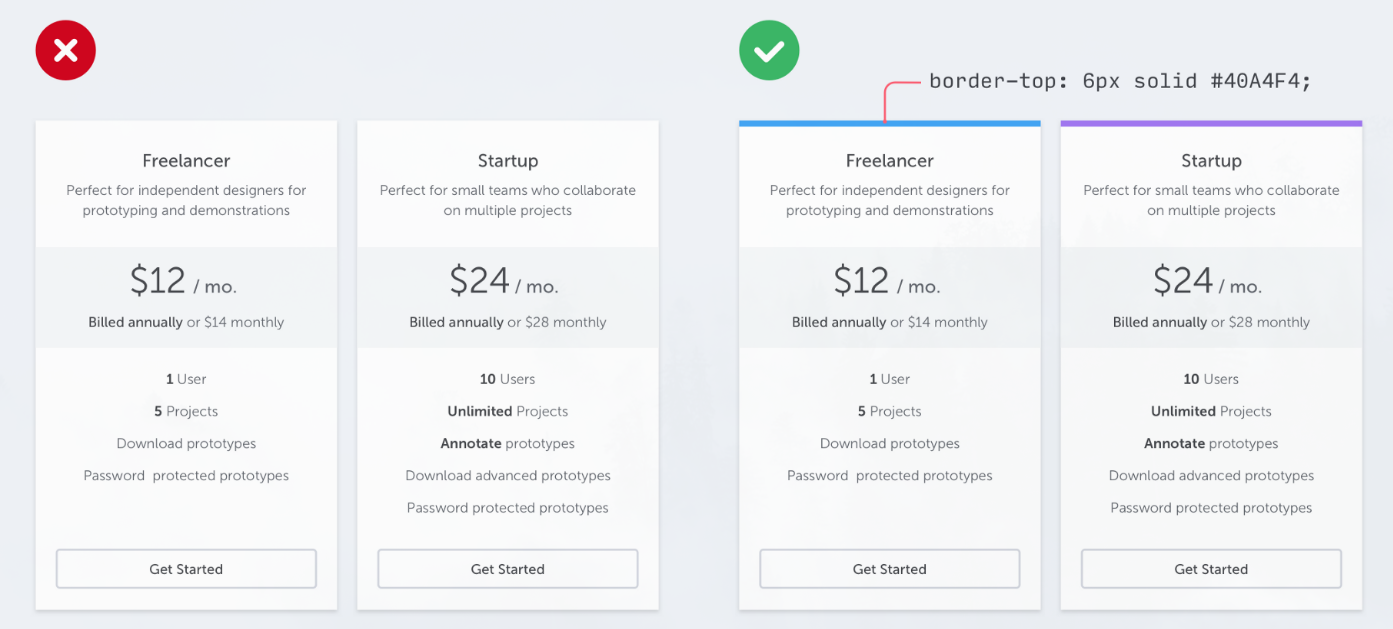 border-top: 6px solid #40A4F4;
Freelancer
Perfect for independent designers for
prototyping and demonstrations
$12 / mo.
Billed annually or $14 monthly
1 User
5 Projects
Download prototypes
Password  protected prototypes
Get Started
Startup
Perfect for small teams who collaborate
on multiple projects
$24 / mo.
Billed annually or $28 monthly
10 Users
Unlimited Projects
Annotate prototypes
Download advanced prototypes
Password protected prototypes
Get Started
Freelancer
Perfect for independent designers for
prototyping and demonstrations
$12 / mo.
Billed annually or $14 monthly
1 User
5 Projects
Download prototypes
Password  protected prototypes
Get Started
Startup
Perfect for small teams who collaborate
on multiple projects
$24 / mo.
Billed annually or $28 monthly
10 Users
Unlimited Projects
Annotate prototypes
Download advanced prototypes
Password protected prototypes
Get Started